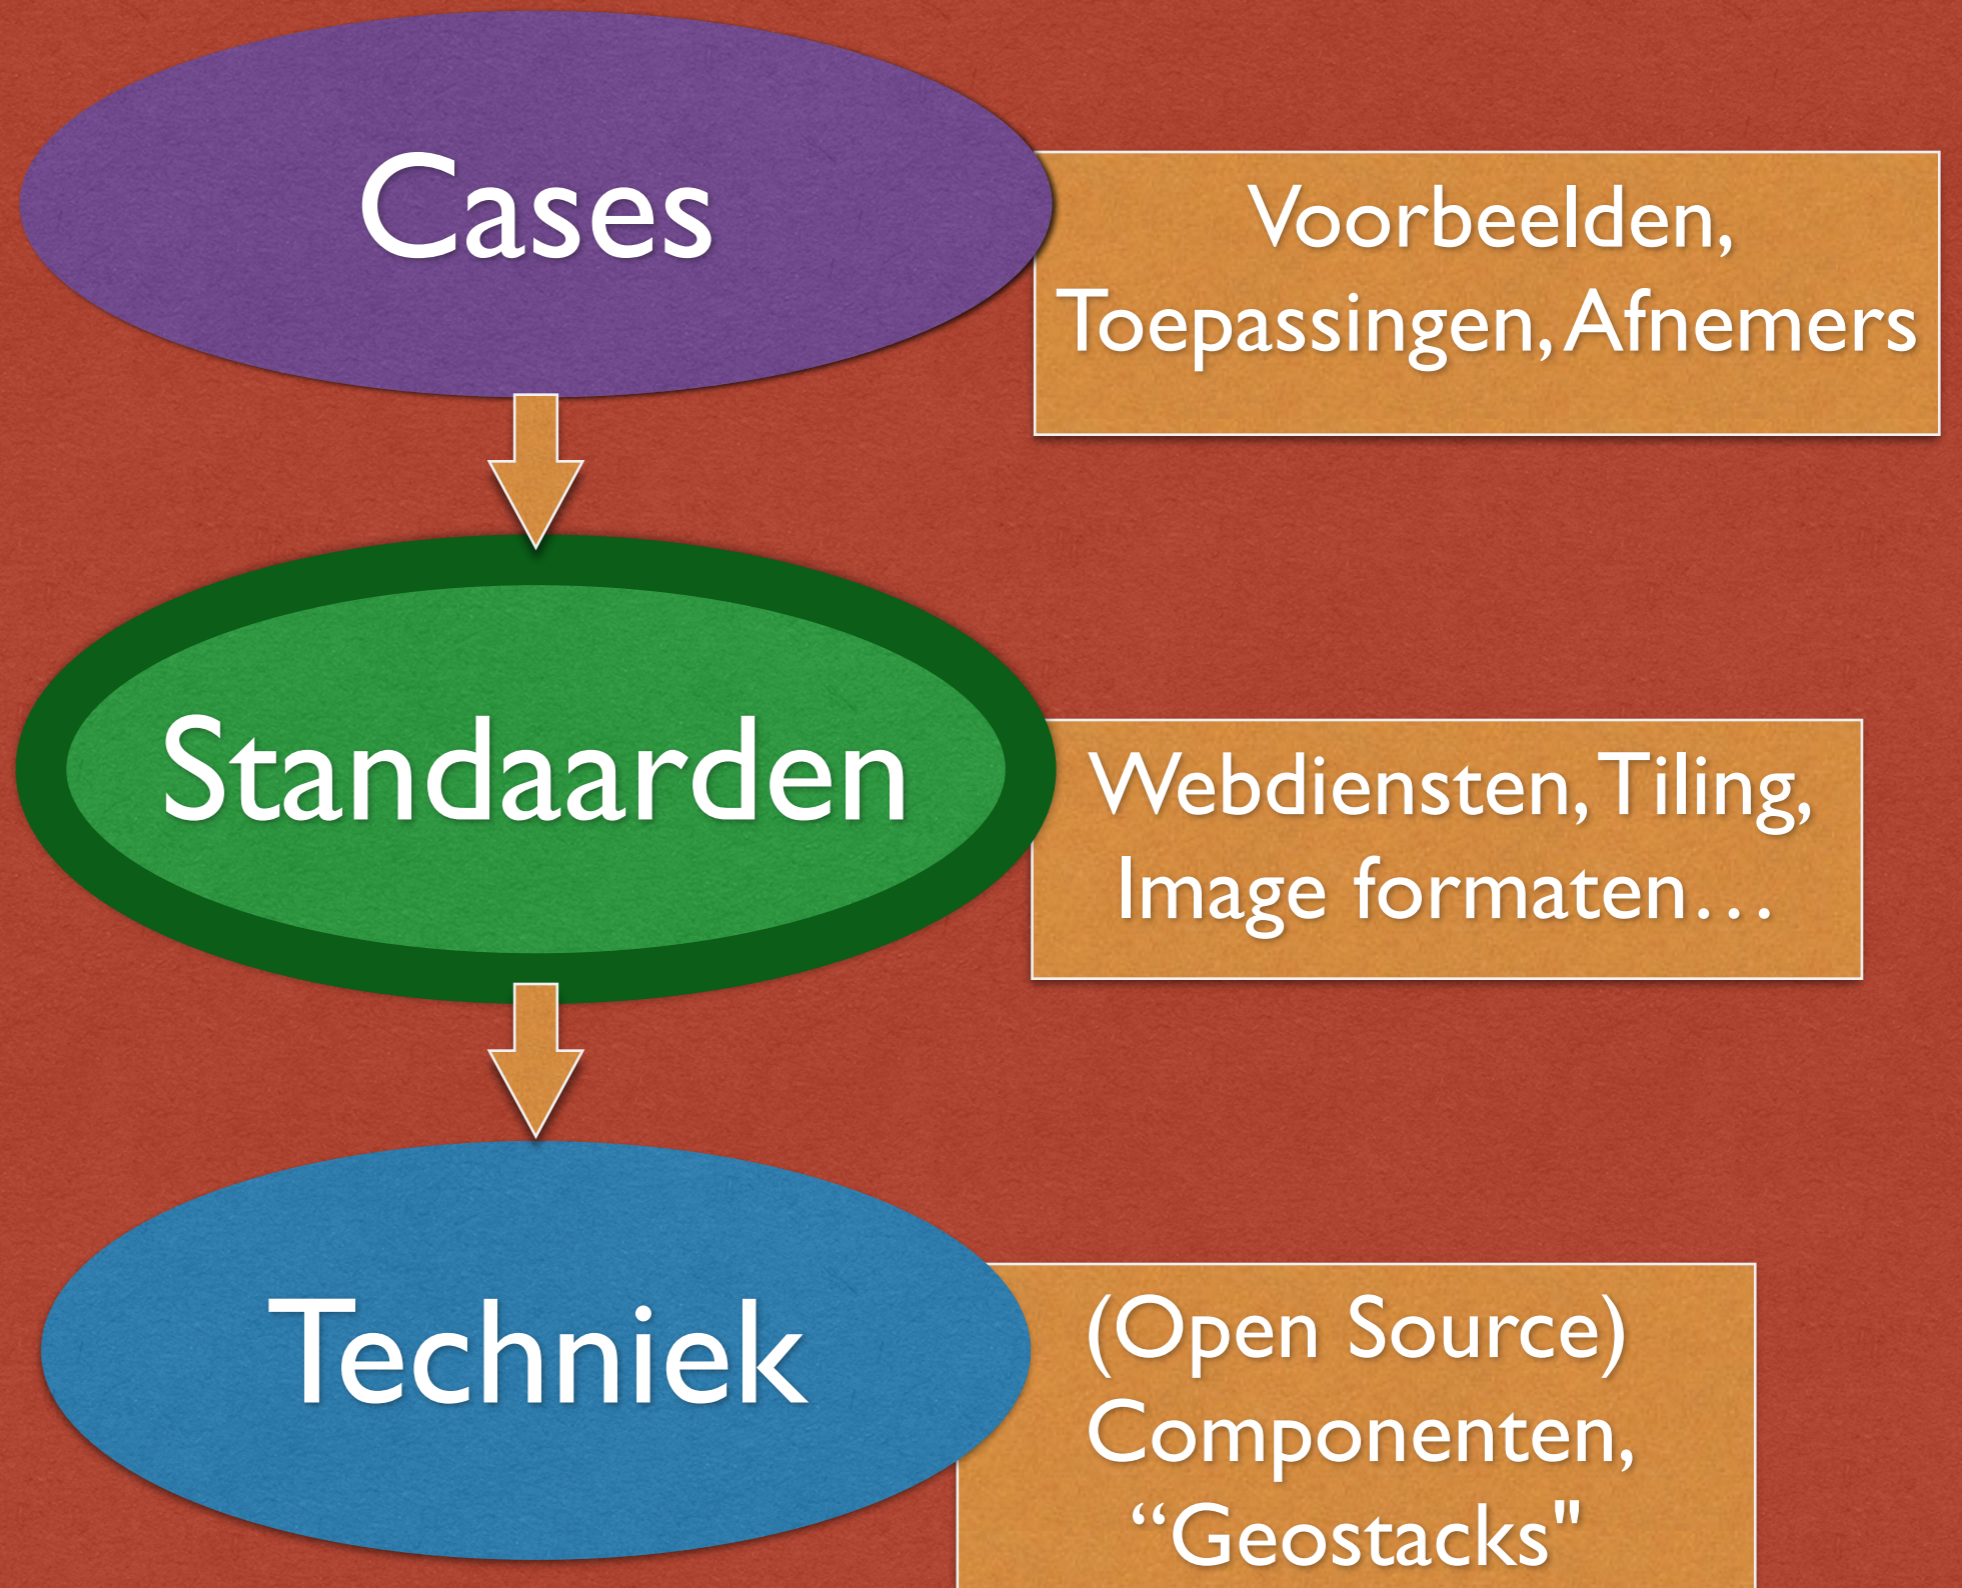 Cases
Voorbeelden,
Toepassingen, Afnemers
Standaarden
Webdiensten, Tiling,
Image formaten…
Techniek
(Open Source)
Componenten,
“Geostacks"